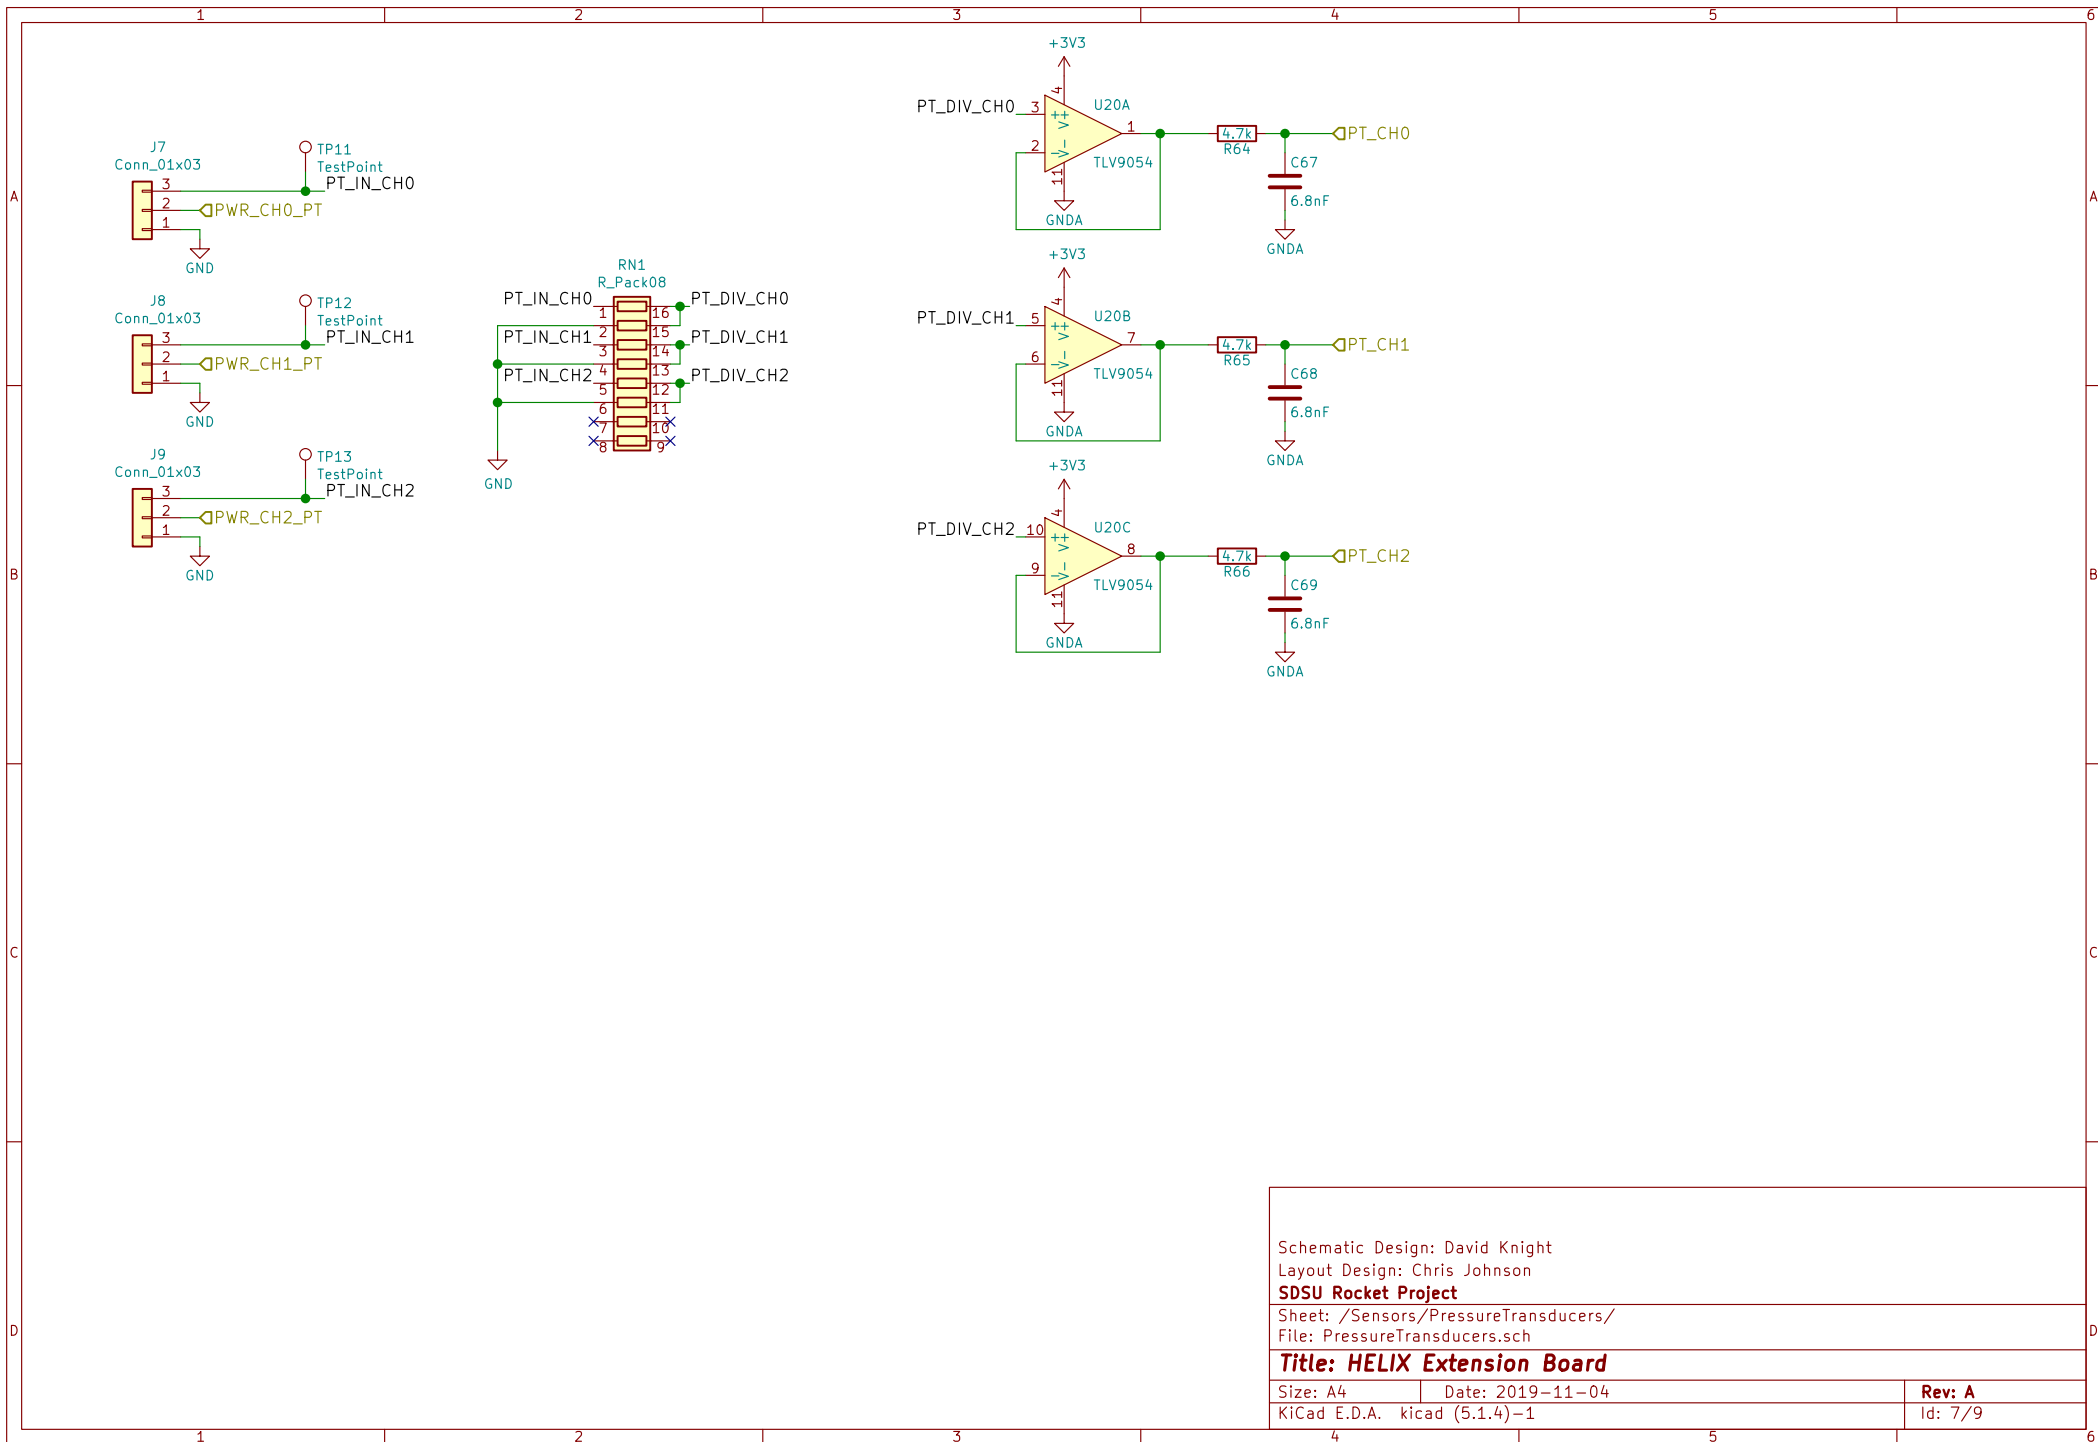 1 2 3 4 5 6
A
B
C
D
A
B
C
D
1 2 3 4 5 6
J7
Conn_01x03
3
2
1
TP11
TestPoint
PT_IN_CH0
PWR_CH0_PT
GND
J8
Conn_01x03
3
2
1
TP12
TestPoint
PT_IN_CH1
PWR_CH1_PT
GND
J9
Conn_01x03
3
2
1
TP13
TestPoint
PT_IN_CH2
PWR_CH2_PT
GND
RN1
R_Pack08
PT_IN_CH0
PT_DIV_CH0
1 16
2 15
PT_IN_CH1
PT_DIV_CH1
3 14
4 13
PT_IN_CH2
PT_DIV_CH2
5 12
6 11
7 10
8 9
GND
+3V3
4
PT_DIV_CH0
3
2
+
−
V+
V−
11
1
U20A
TLV9054
GNDA
4.7k
R64
PT_CH0
C67
6.8nF
GNDA
+3V3
4
PT_DIV_CH1
5
6
+
−
V+
V−
11
7
U20B
TLV9054
GNDA
4.7k
R65
PT_CH1
C68
6.8nF
GNDA
+3V3
4
PT_DIV_CH2
10
9
+
−
V+
V−
11
8
U20C
TLV9054
GNDA
4.7k
R66
PT_CH2
C69
6.8nF
GNDA
Schematic Design: David Knight
Layout Design: Chris Johnson
SDSU Rocket Project
Sheet: /Sensors/PressureTransducers/
File: PressureTransducers.sch
Title: HELIX Extension Board
Size: A4 Date: 2019-11-04 Rev: A
KiCad E.D.A. kicad (5.1.4)-1 Id: 7/9